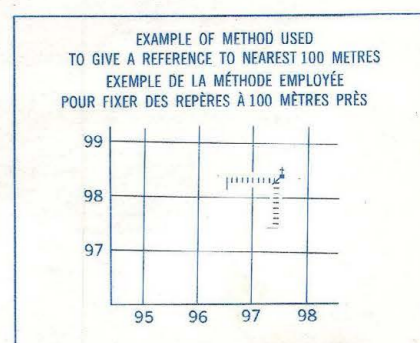 EXAMPLE OF METHOD USED
TO GIVE A REFERENCE TO NEAREST 100 METRES
EXEMPLE DE LA MÉTHODE EMPLOYÉE
POUR FIXER DES REPÈRES À 100 MÈTRES PRÈS
99
98
97
95 96 97 98